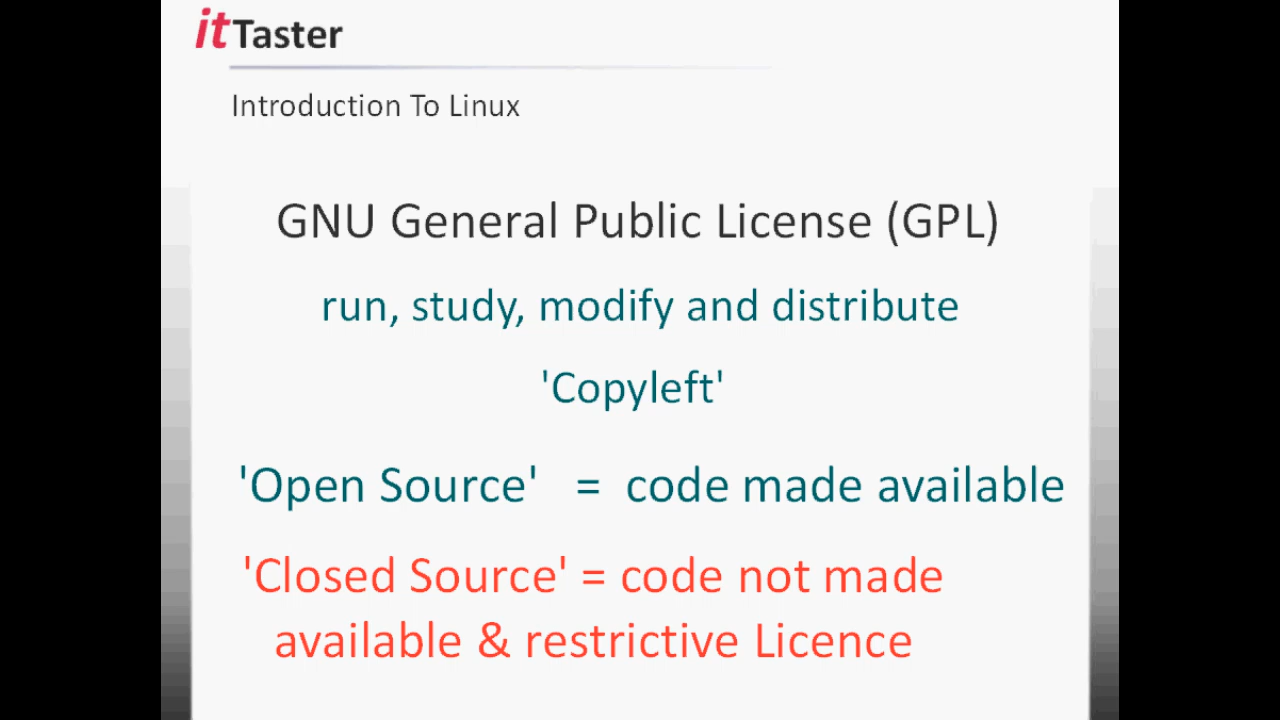 itTaster
Introduction To Linux
GNU General Public License (GPL)
run, study, modify and distribute
'Copyleft'
'Open Source' = code made available
'Closed Source' = code not made
available & restrictive Licence